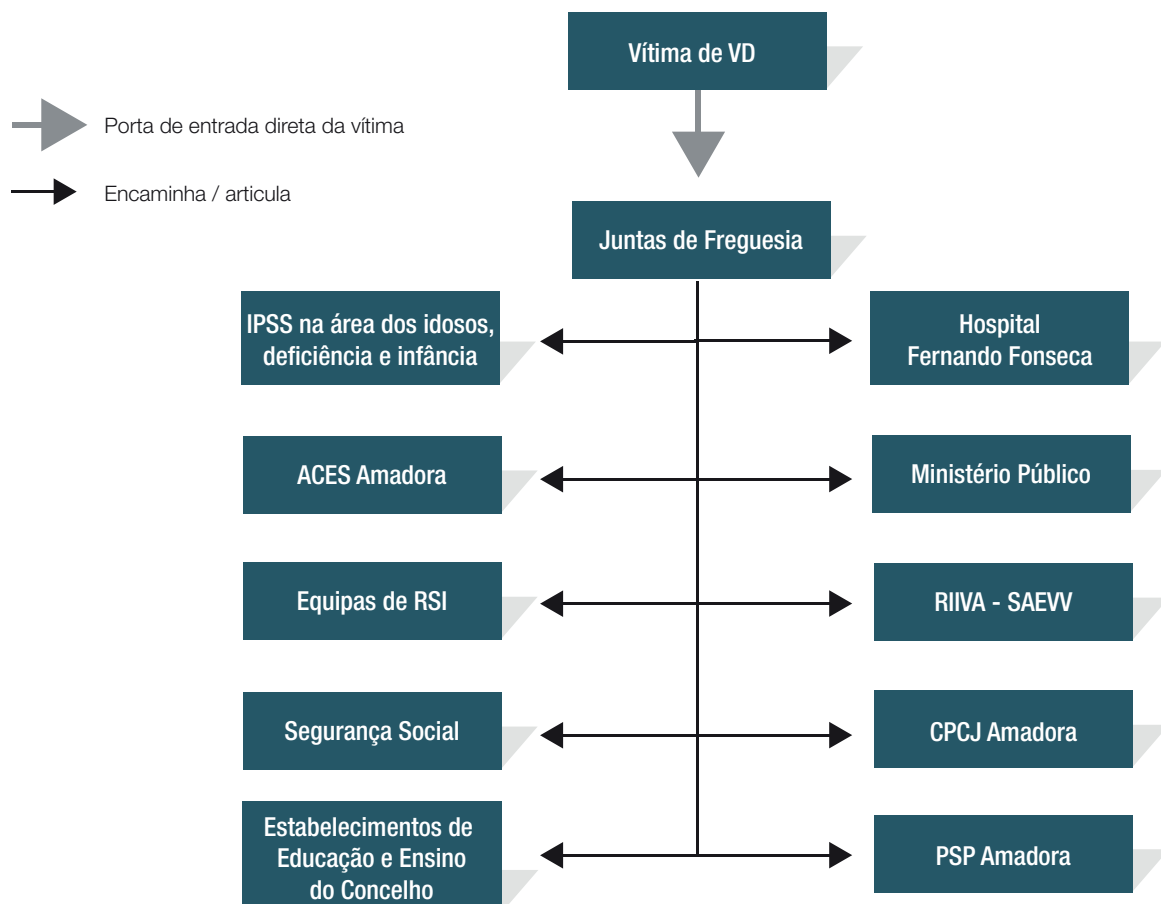 Vítima de VD
Porta de entrada direta da vítima
Encaminha / articula
Juntas de Freguesia
IPSS na área dos idosos,
deficiência e infância
Hospital
Fernando Fonseca
ACES Amadora
Ministério Público
Equipas de RSI
RIIVA - SAEVV
Segurança Social
CPCJ Amadora
Estabelecimentos de
Educação e Ensino
do Concelho
PSP Amadora